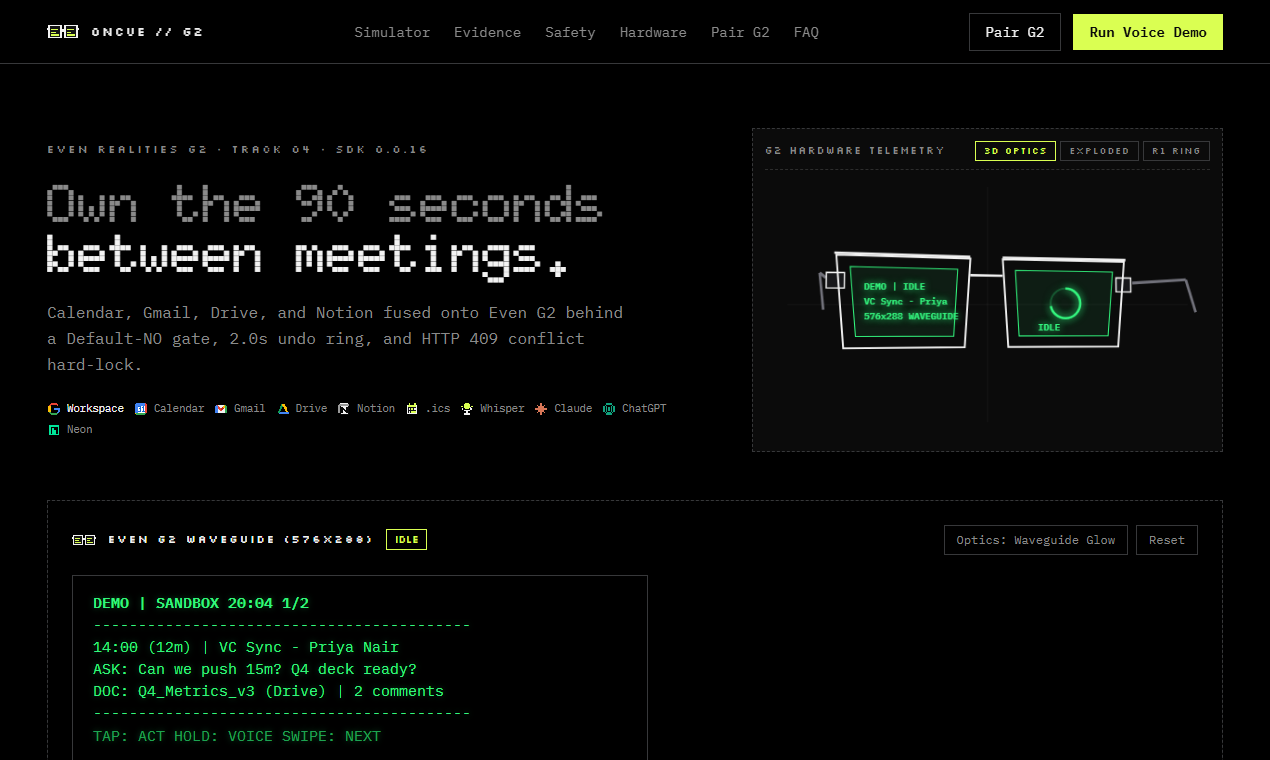 ONCUE // G2
Simulator Evidence Safety Hardware Pair G2 FAQ
Pair G2
Run Voice Demo
EVEN REALITIES G2 · TRACK 04 · SDK 0.0.16
Own the 90 seconds
between meetings.
Calendar, Gmail, Drive, and Notion fused onto Even G2 behind
a Default-NO gate, 2.0s undo ring, and HTTP 409 conflict
hard-lock.
Workspace Calendar Gmail Drive Notion .ics Whisper Claude ChatGPT
Neon
G2 HARDWARE TELEMETRY
3D OPTICS EXPLODED R1 RING
DEMO | IDLE
VC Sync - Priya
576x288 WAVEGUIDE
IDLE
EVEN G2 WAVEGUIDE (576X288) IDLE
Optics: Waveguide Glow Reset
DEMO | SANDBOX 20:04 1/2
------------------------------------------
14:00 (12m) | VC Sync - Priya Nair
ASK: Can we push 15m? Q4 deck ready?
DOC: Q4_Metrics_v3 (Drive) | 2 comments
------------------------------------------
TAP: ACT HOLD: VOICE SWIPE: NEXT